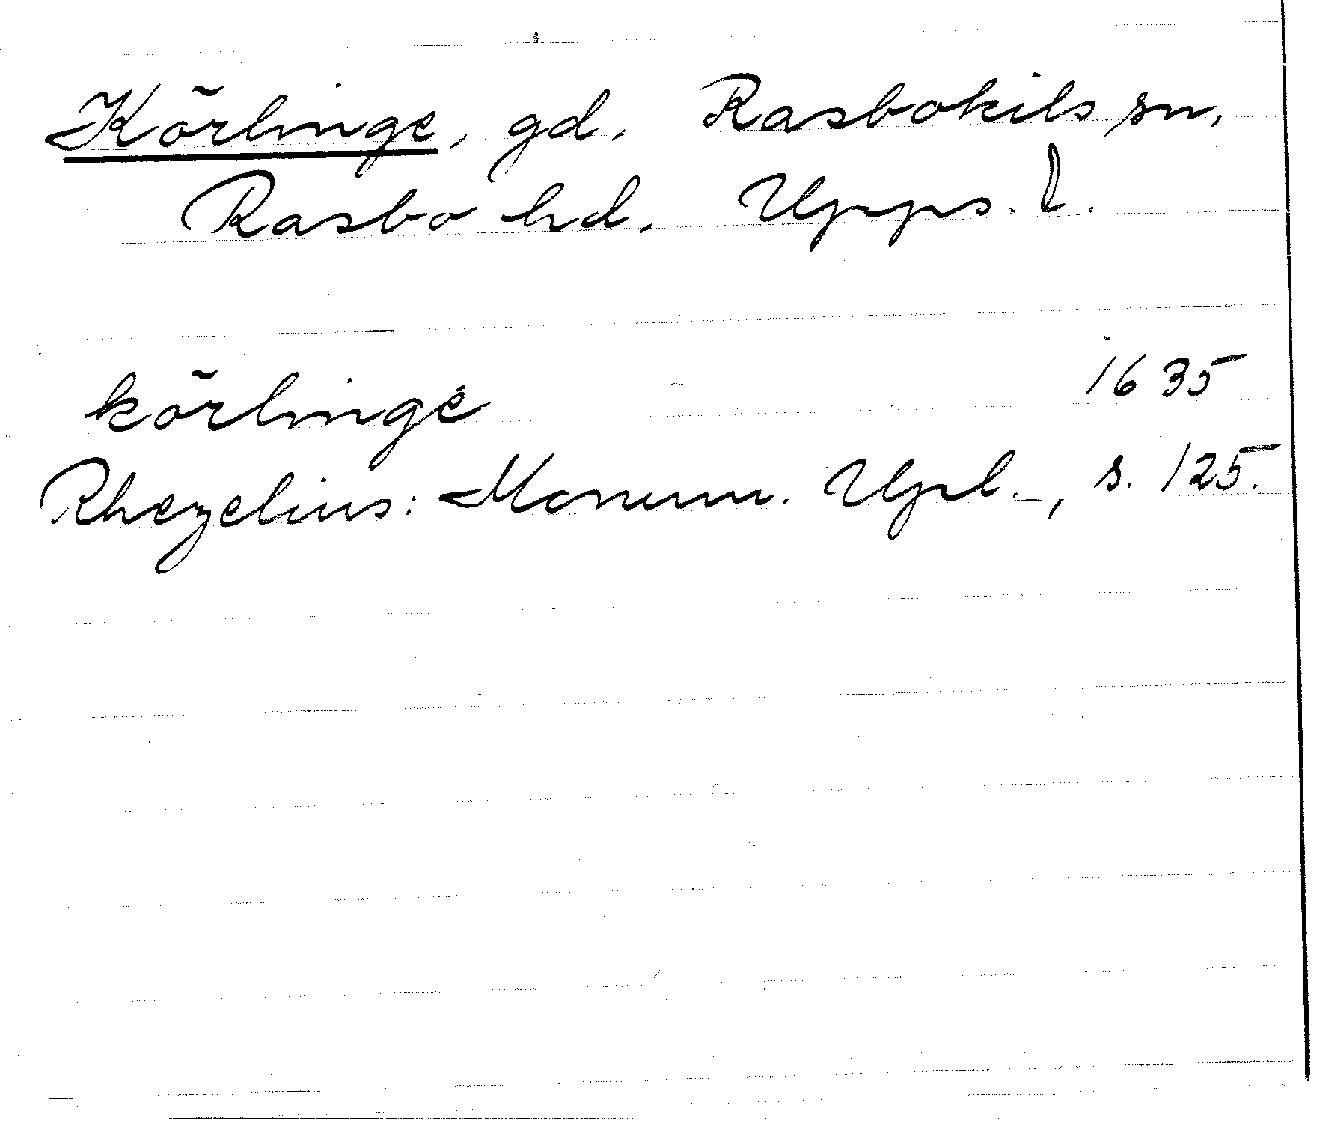 Körlinge, gd, Rasbokils sn,
Rasbo hd. Upps. l.
körlinge 1635
Rhezelius: Monum. Upl., s. 125.